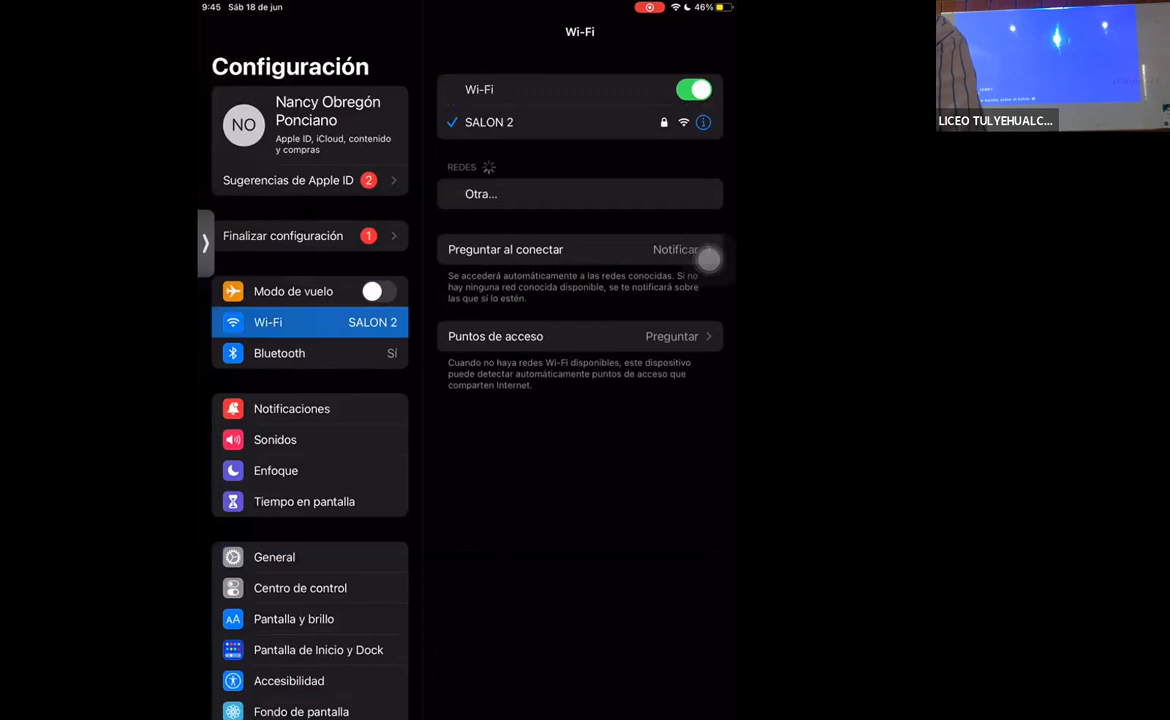 9:45 Sáb 18 de jun
46%
Configuración
NO
Nancy Obregón
Ponciano
Apple ID, iCloud, contenido
y compras
Sugerencias de Apple ID 2
Finalizar configuración 1
Modo de vuelo
Wi-Fi SALON 2
Bluetooth Sí
Notificaciones
Sonidos
Enfoque
Tiempo en pantalla
General
Centro de control
AA Pantalla y brillo
Pantalla de Inicio y Dock
Accesibilidad
Fondo de pantalla
Wi-Fi
Wi-Fi
SALON 2
REDES
Otra...
Preguntar al conectar Notificar
Se accederá automáticamente a las redes conocidas. Si no
hay ninguna red conocida disponible, se te notificará sobre
las que sí lo estén.
Puntos de acceso Preguntar
Cuando no haya redes Wi-Fi disponibles, este dispositivo
puede detectar automáticamente puntos de acceso que
comparten Internet.
LICEO TULYEHUALC...